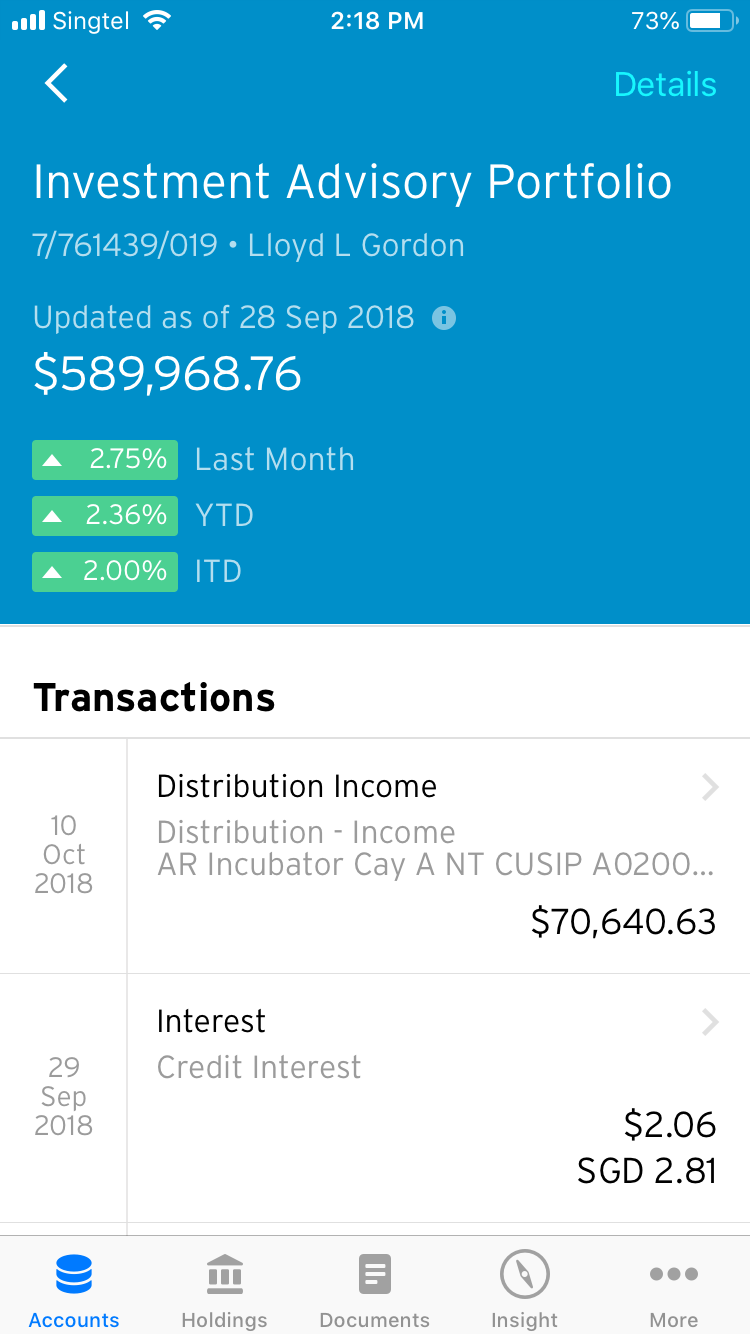 Singtel 2:18 PM 73%
Details
Investment Advisory Portfolio
7/761439/019 • Lloyd L Gordon
Updated as of 28 Sep 2018
$589,968.76
2.75% Last Month
2.36% YTD
2.00% ITD
Transactions
10
Oct
2018
Distribution Income
Distribution - Income
AR Incubator Cay A NT CUSIP A0200...
$70,640.63
29
Sep
2018
Interest
Credit Interest
$2.06
SGD 2.81
Accounts Holdings Documents Insight More